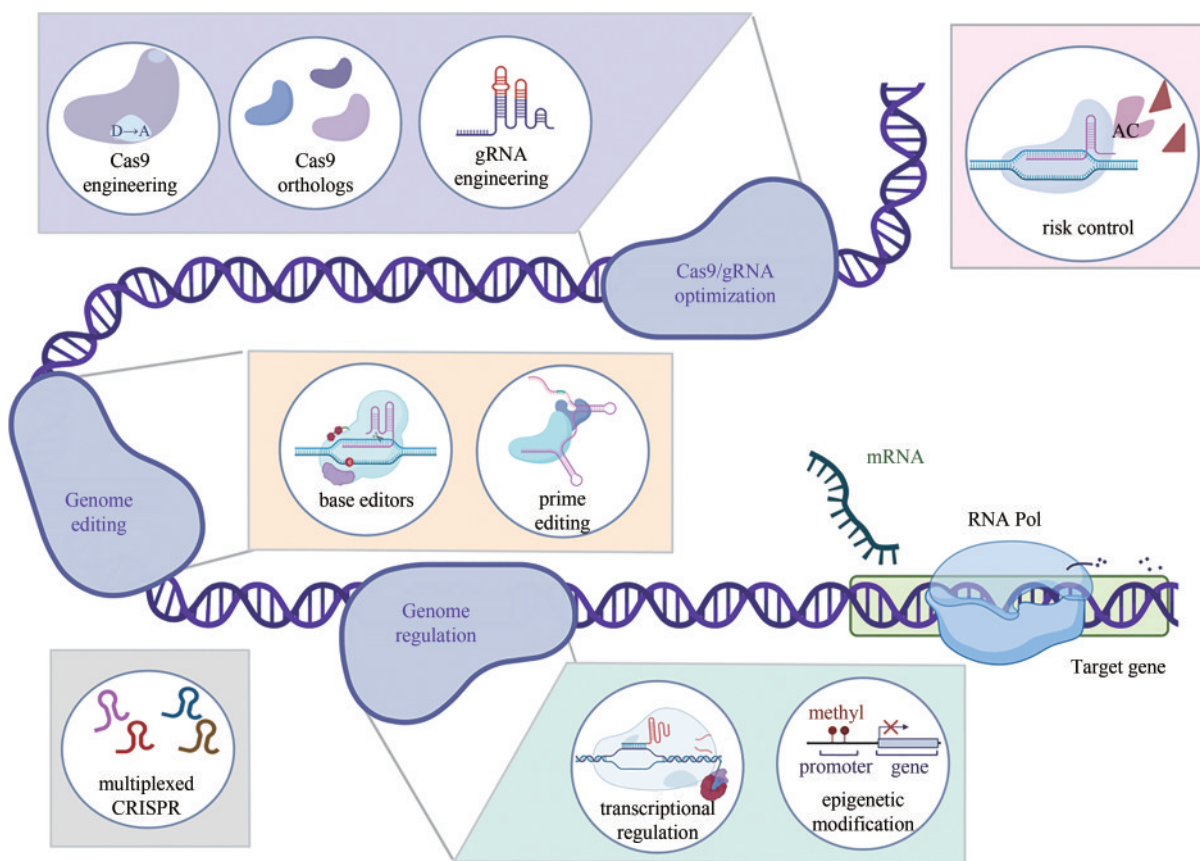 D→A
Cas9
engineering
Cas9
orthologs
gRNA
engineering
AC
risk control
Cas9/gRNA
optimization
Genome
editing
base editors
prime
editing
mRNA
RNA Pol
Target gene
Genome
regulation
multiplexed
CRISPR
transcriptional
regulation
methyl
promoter
gene
epigenetic
modification